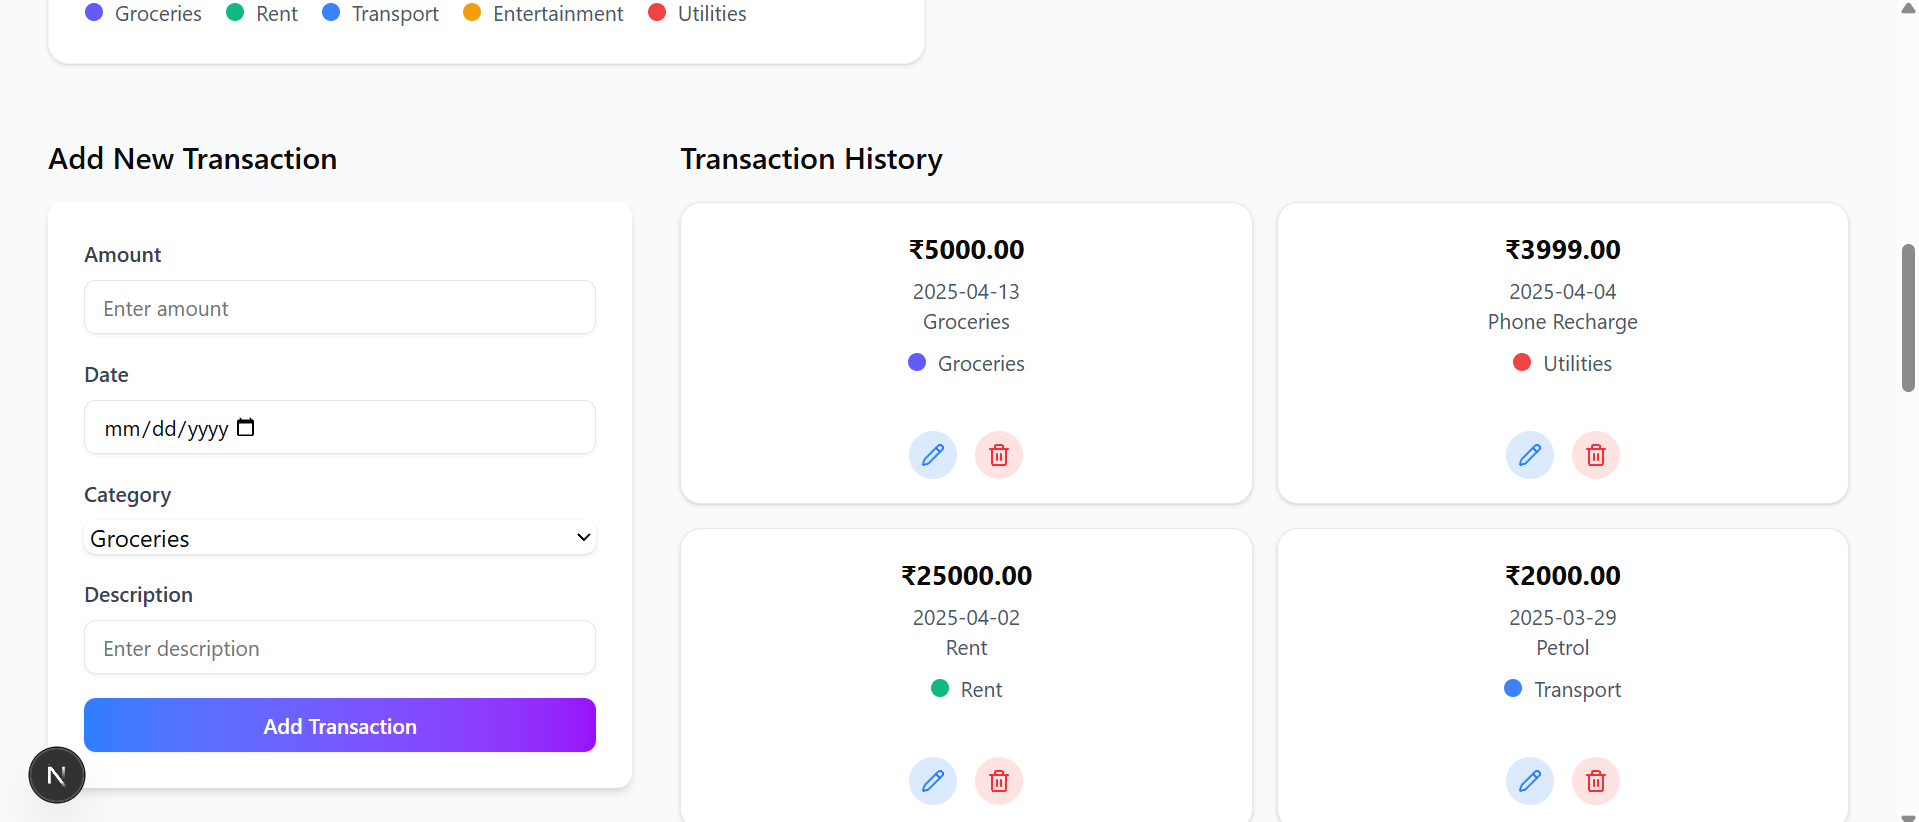 Groceries Rent Transport Entertainment Utilities
Add New Transaction
Amount
Enter amount
Date
mm/dd/yyyy
Category
Groceries
Description
Enter description
Add Transaction
N
Transaction History
₹5000.00
2025-04-13
Groceries
Groceries
₹3999.00
2025-04-04
Phone Recharge
Utilities
₹25000.00
2025-04-02
Rent
Rent
₹2000.00
2025-03-29
Petrol
Transport